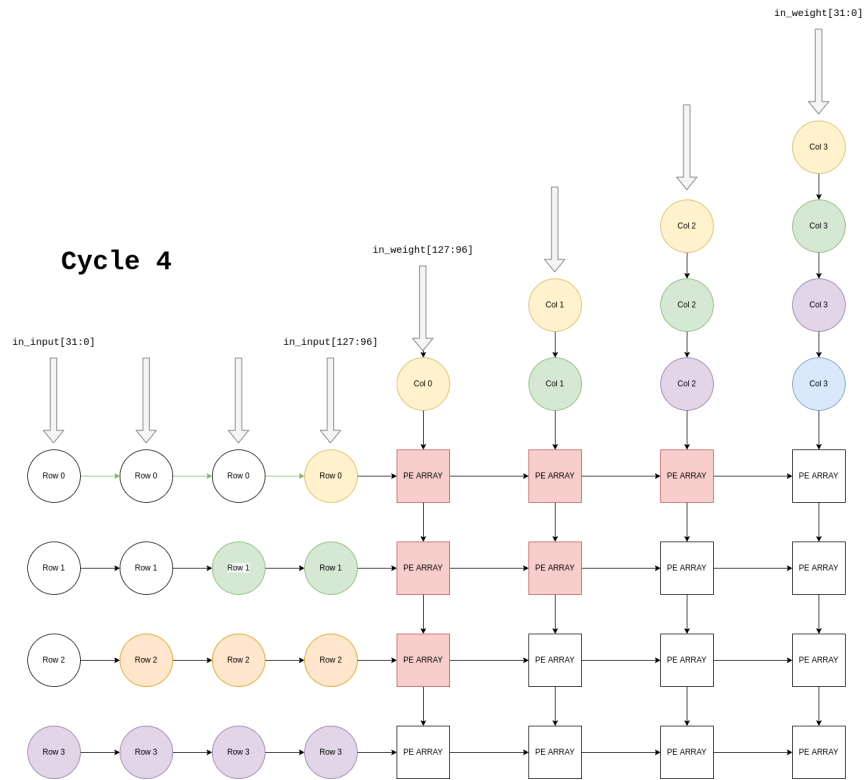 in_weight[31:0]
Col 3
Col 2
Col 3
Cycle 4
in_weight[127:96]
Col 1
Col 2
Col 3
in_input[31:0]
in_input[127:96]
Col 0
Col 1
Col 2
Col 3
Row 0
Row 0
Row 0
Row 0
PE ARRAY
PE ARRAY
PE ARRAY
PE ARRAY
Row 1
Row 1
Row 1
Row 1
PE ARRAY
PE ARRAY
PE ARRAY
PE ARRAY
Row 2
Row 2
Row 2
Row 2
PE ARRAY
PE ARRAY
PE ARRAY
PE ARRAY
Row 3
Row 3
Row 3
Row 3
PE ARRAY
PE ARRAY
PE ARRAY
PE ARRAY